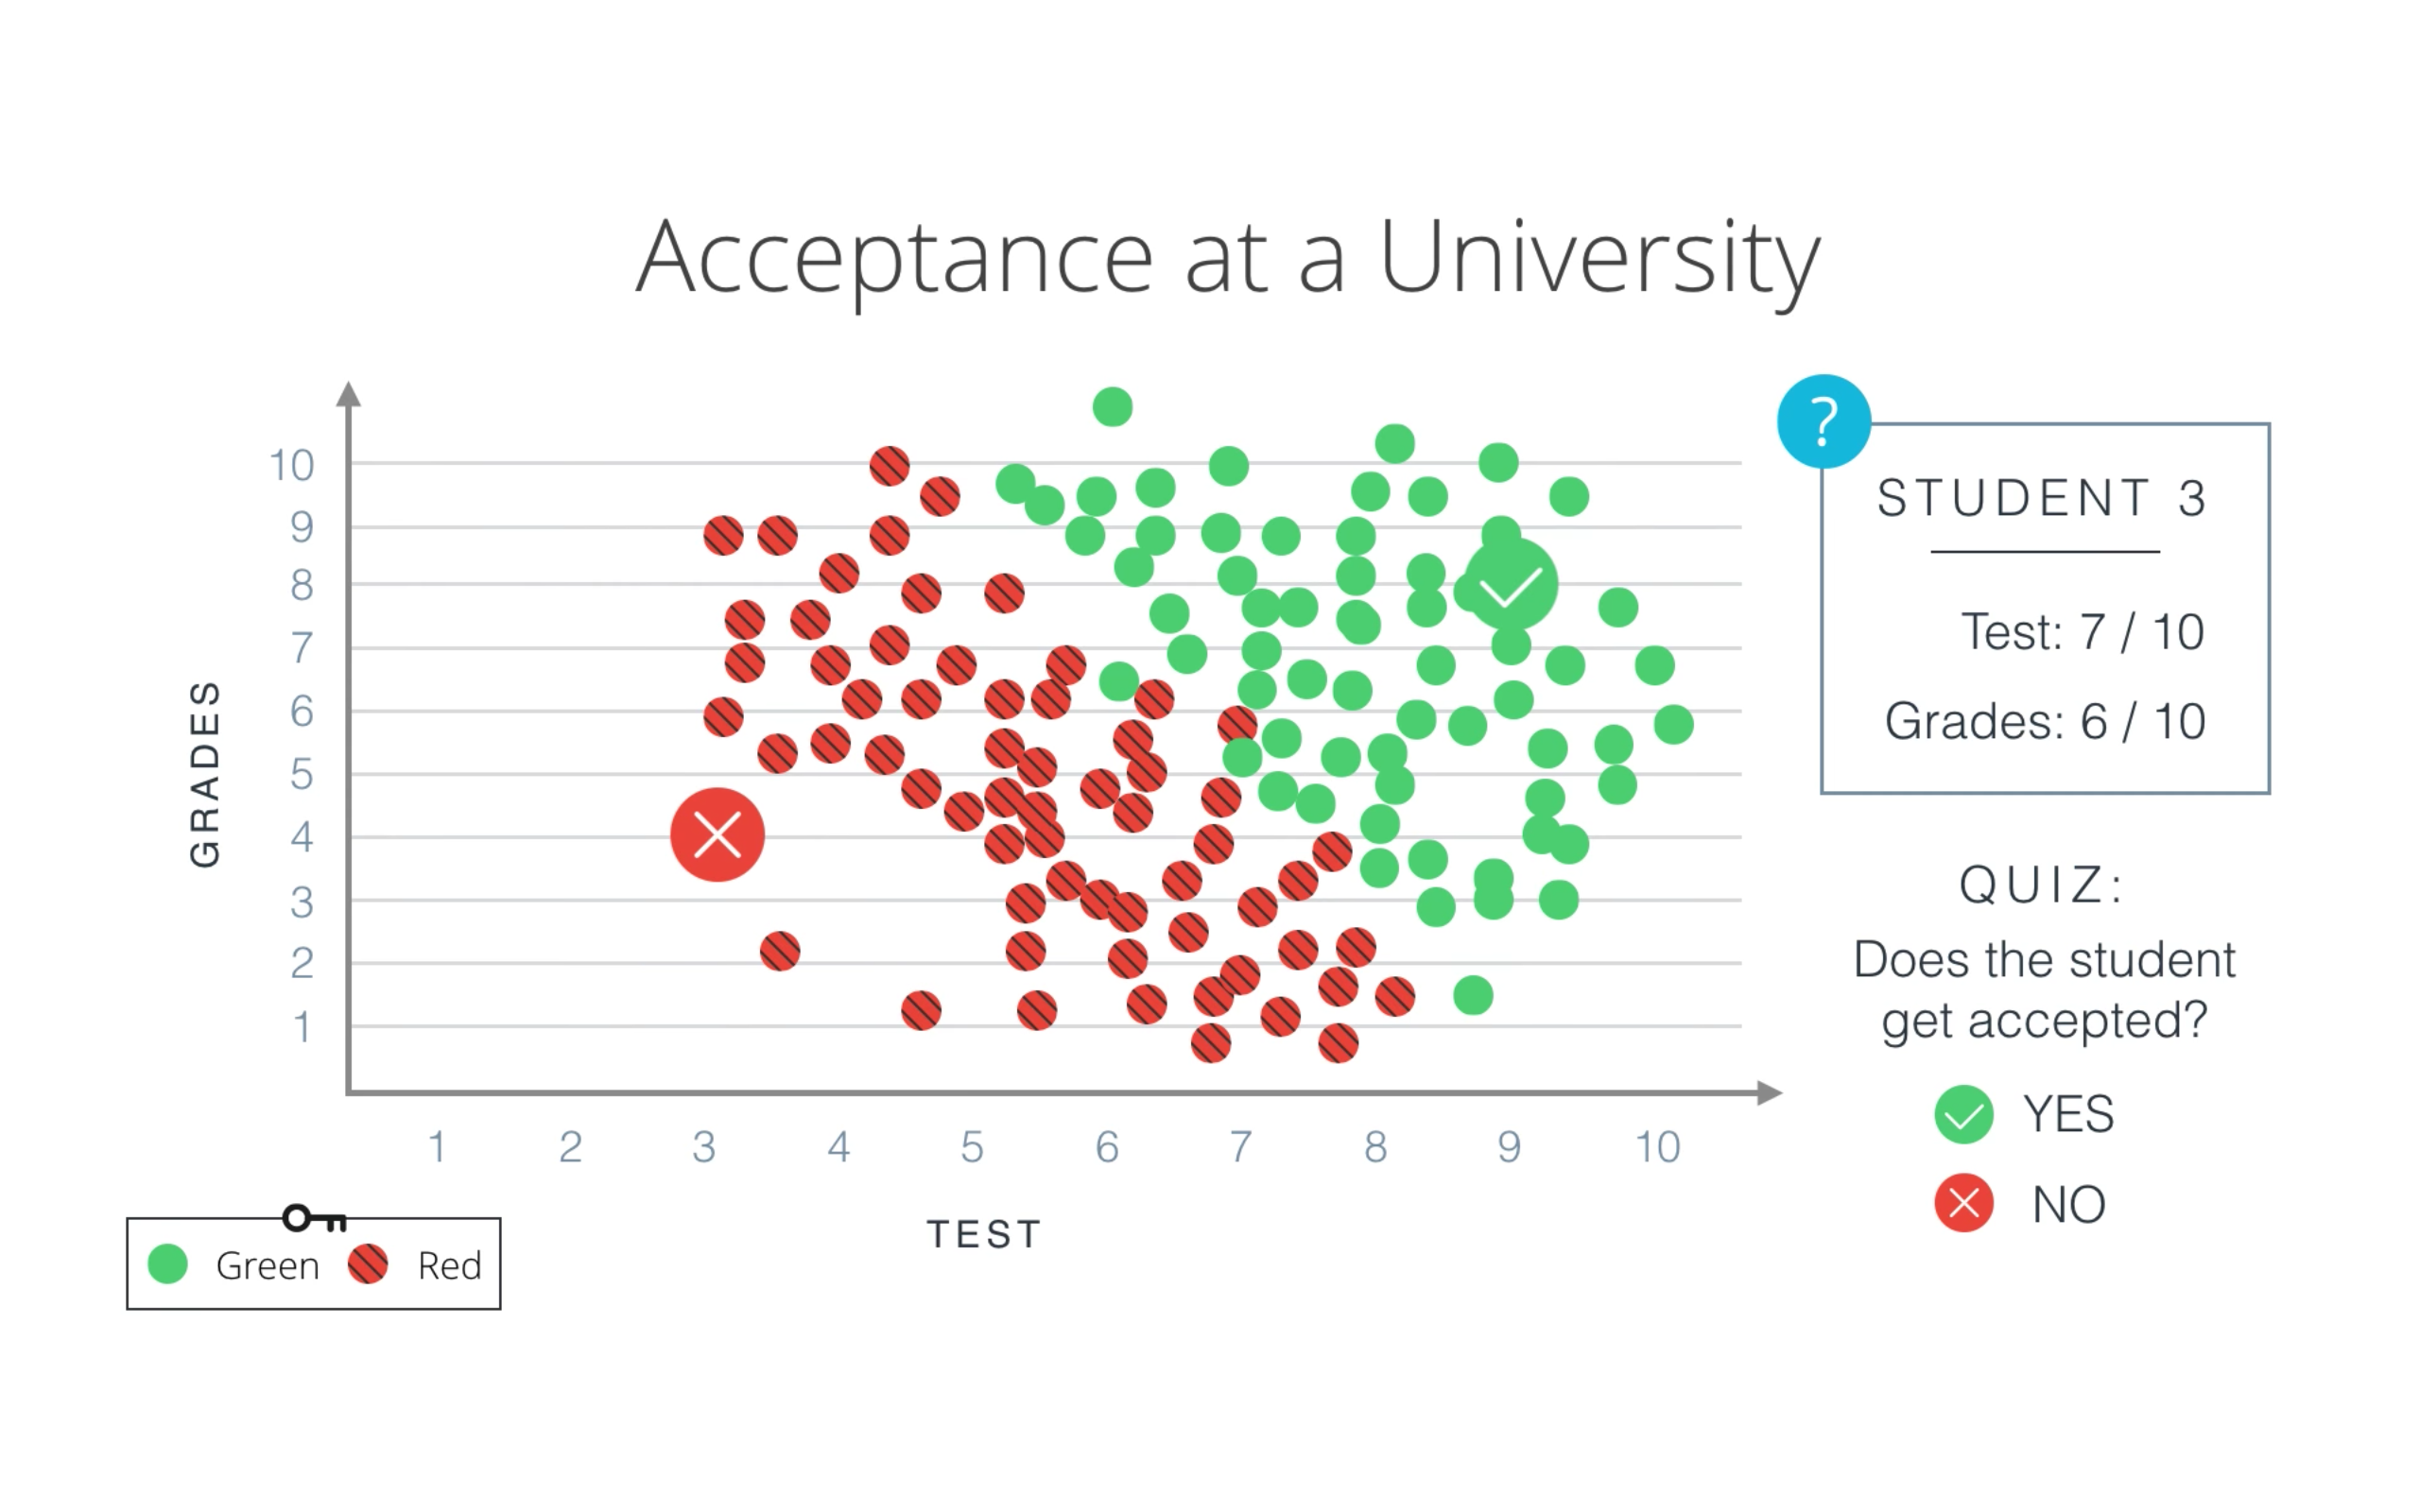 Acceptance at a University
10
9
8
7
6
5
4
3
2
1
GRADES
1 2 3 4 5 6 7 8 9 10
TEST
Green Red
?
STUDENT 3
Test: 7 / 10
Grades: 6 / 10
QUIZ:
Does the student
get accepted?
YES
NO